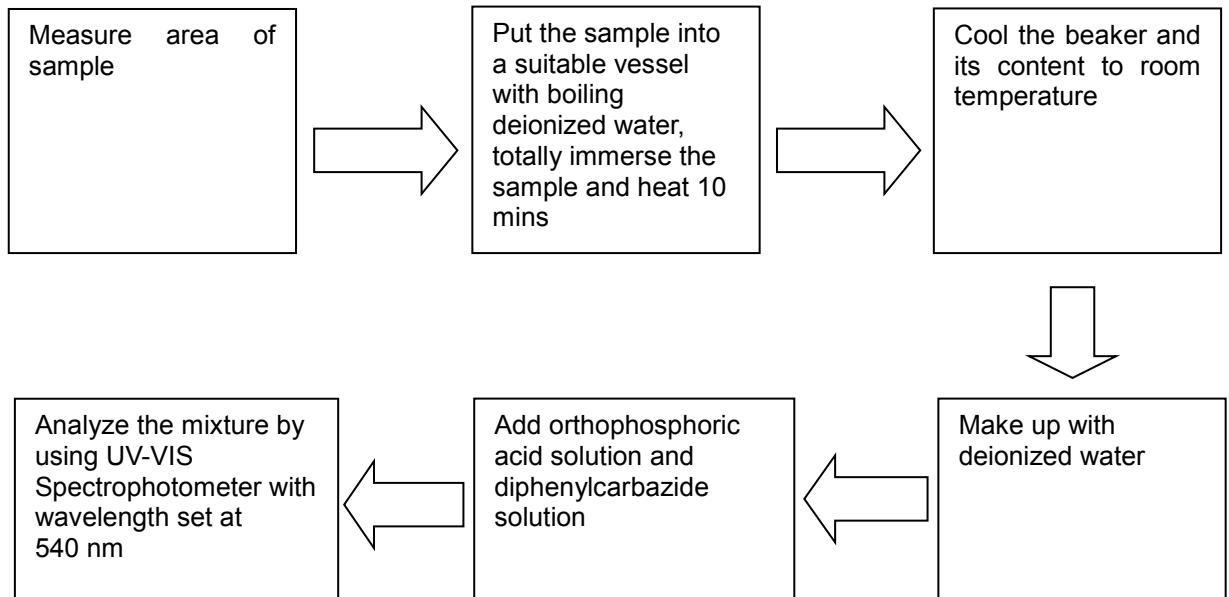 Measure area of
sample
Put the sample into
a suitable vessel
with boiling
deionized water,
totally immerse the
sample and heat 10
mins
Cool the beaker and
its content to room
temperature
Make up with
deionized water
Add orthophosphoric
acid solution and
diphenylcarbazide
solution
Analyze the mixture by
using UV-VIS
Spectrophotometer with
wavelength set at
540 nm